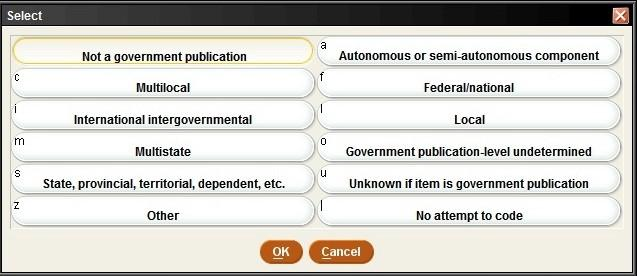 Select
Not a government publication
a Autonomous or semi-autonomous component
c Multilocal
f Federal/national
i International intergovernmental
l Local
m Multistate
o Government publication-level undetermined
s State, provincial, territorial, dependent, etc.
u Unknown if item is government publication
z Other
| No attempt to code
OK Cancel